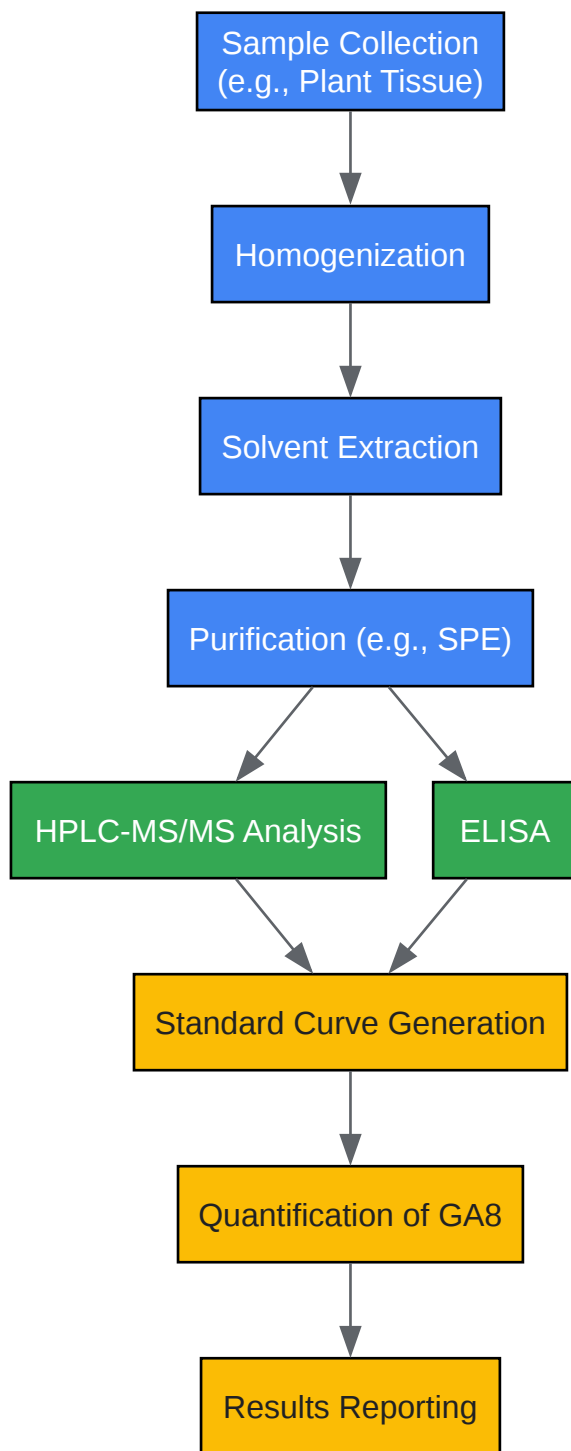 Sample Collection
(e.g., Plant Tissue)
Homogenization
Solvent Extraction
Purification (e.g., SPE)
HPLC-MS/MS Analysis
ELISA
Standard Curve Generation
Quantification of GA8
Results Reporting